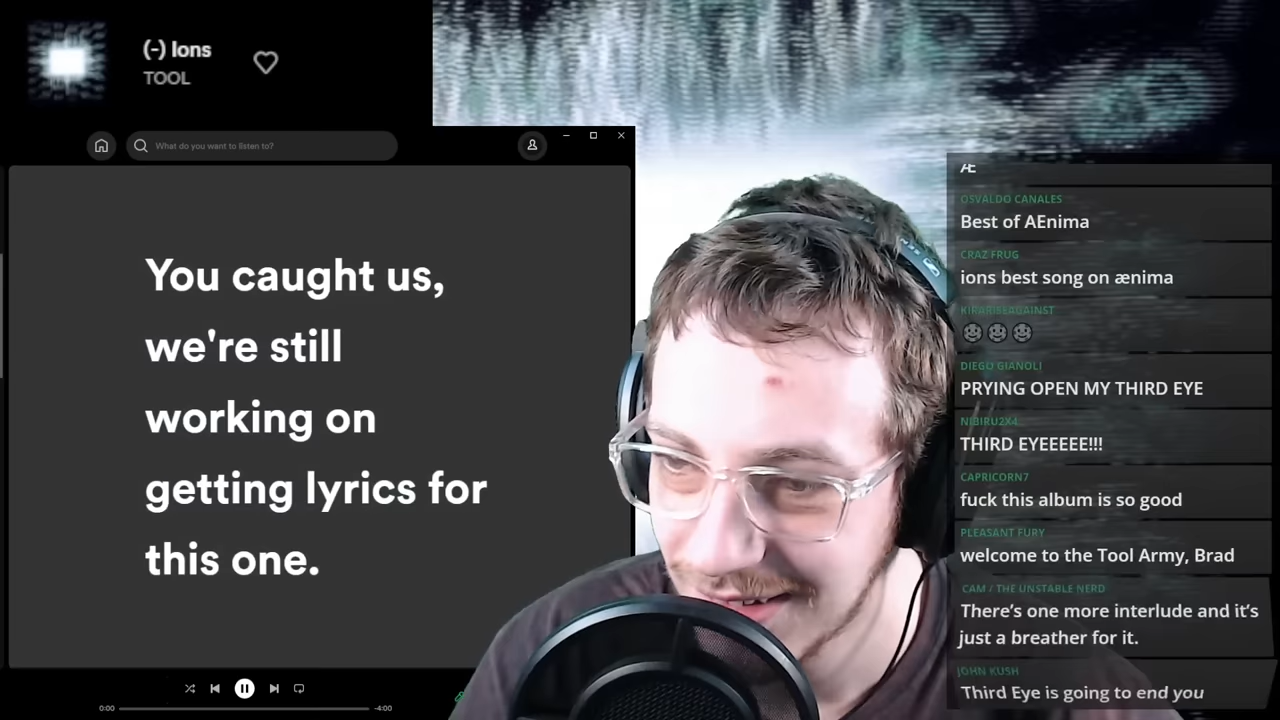 (-) Ions
TOOL
What do you want to listen to?
You caught us,
we're still
working on
getting lyrics for
this one.
0:00
-4:00
Æ
OSVALDO CANALES
Best of AEnima
CRAZ FRUG
ions best song on ænima
KIRARISEAGAINST
DIEGO GIANOLI
PRYING OPEN MY THIRD EYE
NIBIRU2X4
THIRD EYEEEEE!!!
CAPRICORN7
fuck this album is so good
PLEASANT FURY
welcome to the Tool Army, Brad
CAM / THE UNSTABLE NERD
There's one more interlude and it's
just a breather for it.
JOHN KUSH
Third Eye is going to end you